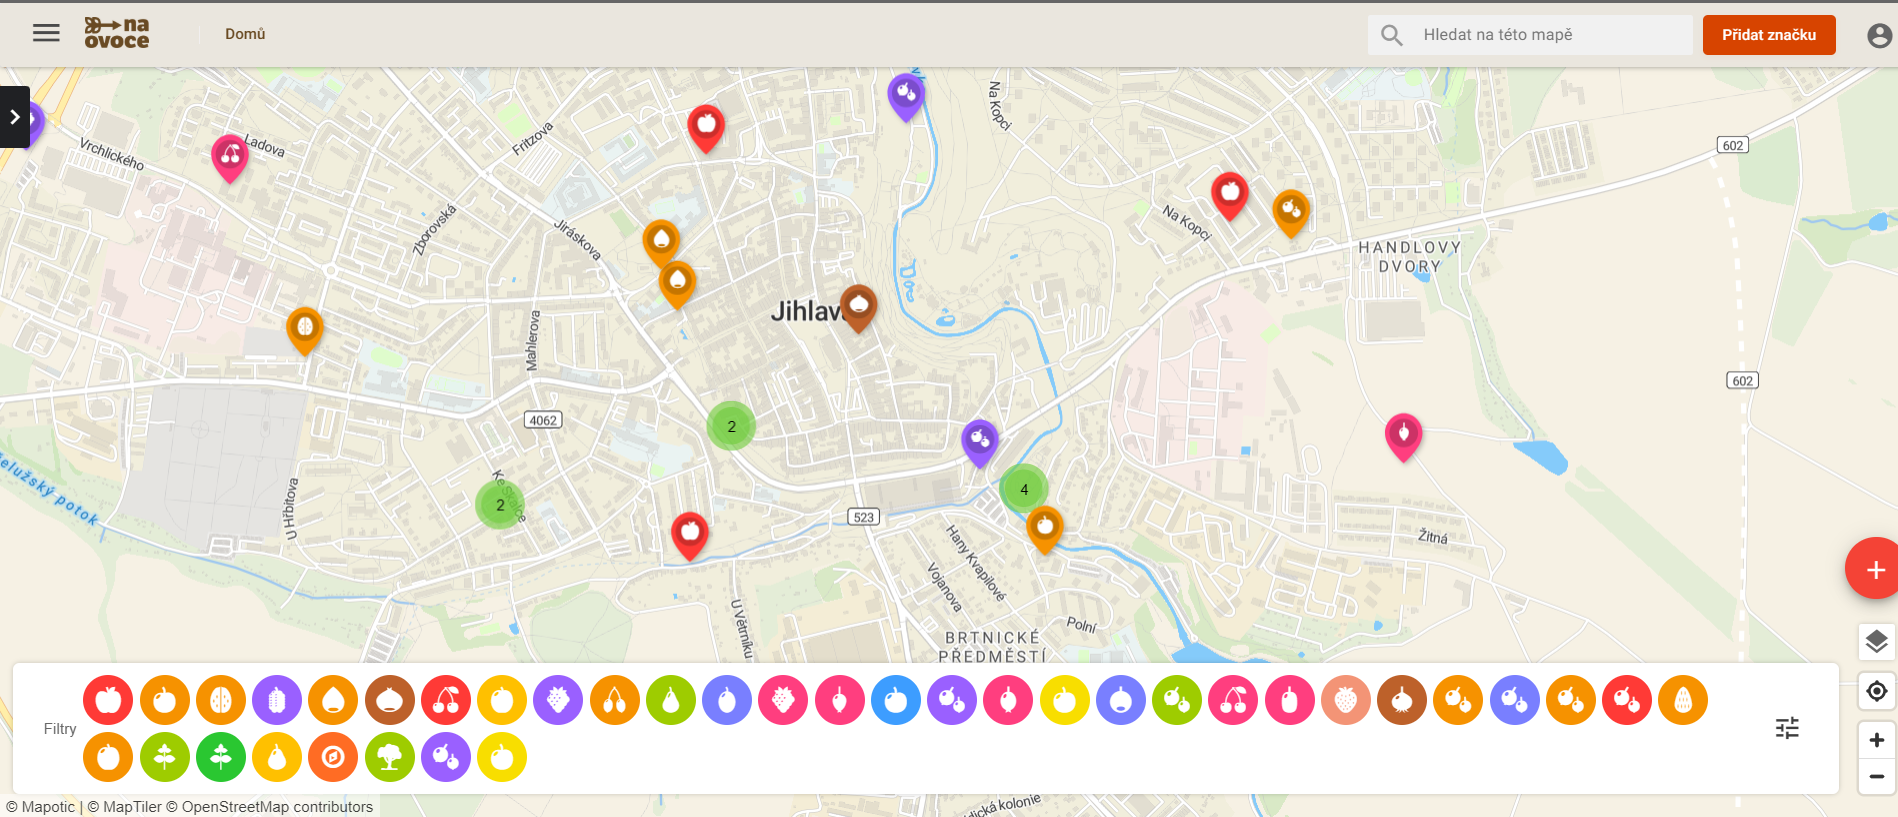 na
ovoce
Domů
Hledat na této mapě
Přidat značku
Vrchlického
Ladova
Fritzova
Na Kopci
602
Zborovská
Jiráskova
Na Kopci
HANDLOVY
DVORY
Jihlava
Mahlerova
602
4062
2
2
4
Ke Skalce
U Hřbitova
523
Žitná
Hany Kvapilové
Vojanova
U Větrníku
Polní
BRTNICKÉ
PŘEDMĚSTÍ
Filtry
© Mapotic | © MapTiler © OpenStreetMap contributors